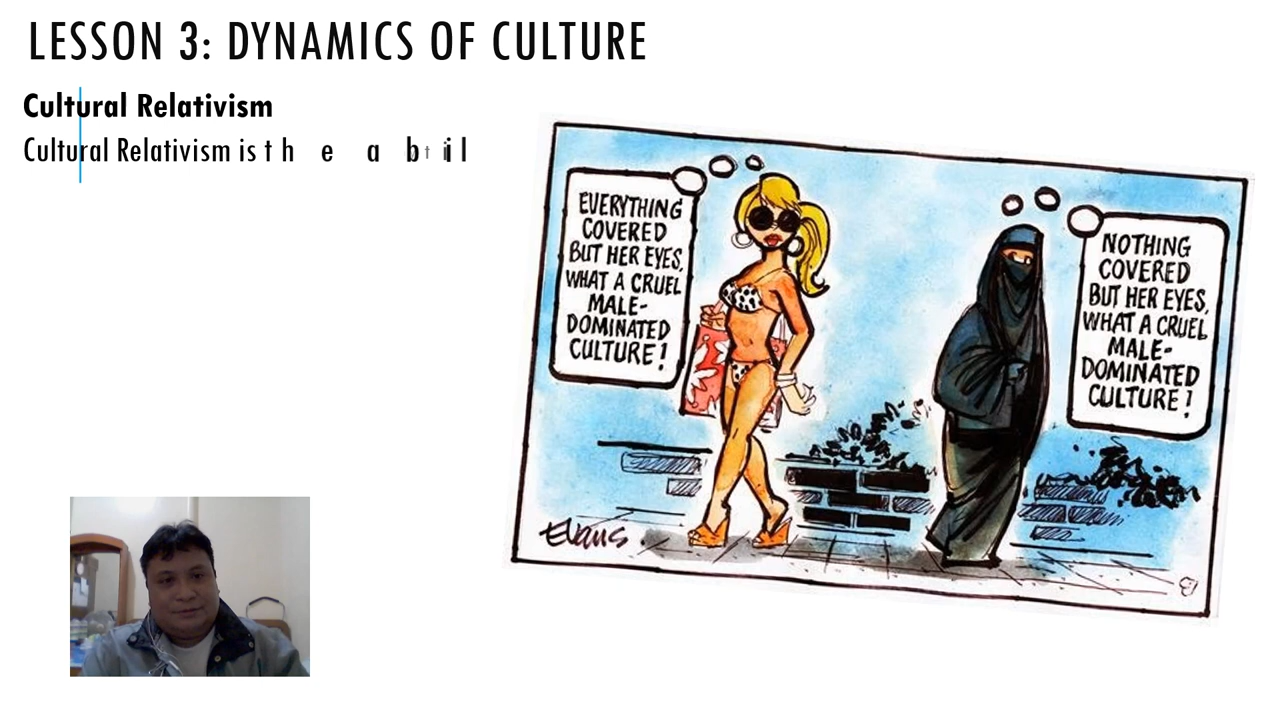 LESSON 3: DYNAMICS OF CULTURE
Cultural Relativism
Cultural Relativism is the abil
EVERYTHING
COVERED
BUT HER EYES,
WHAT A CRUEL
MALE-
DOMINATED
CULTURE!
NOTHING
COVERED
BUT HER EYES,
WHAT A CRUEL
MALE-
DOMINATED
CULTURE!
Evans